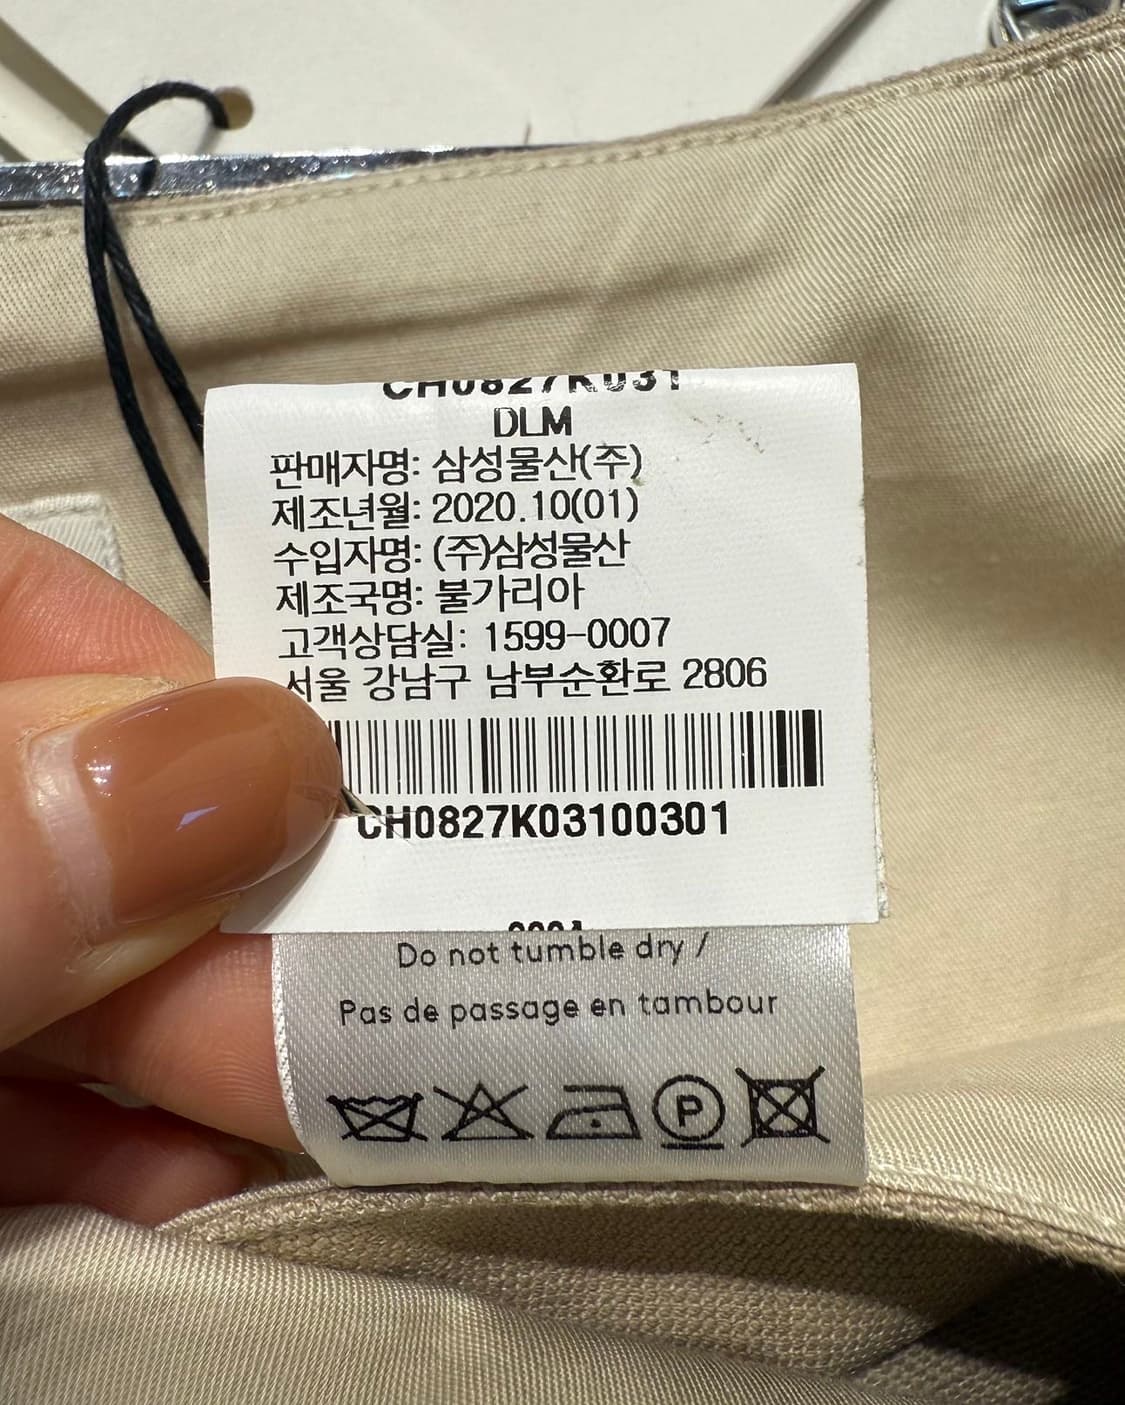 CH0827K031
DLM
판매자명: 삼성물산(주)
제조년월: 2020.10(01)
수입자명: (주)삼성물산
제조국명: 불가리아
고객상담실: 1599-0007
서울 강남구 남부순환로 2806
CH0827K03100301
Do not tumble dry /
Pas de passage en tambour
P